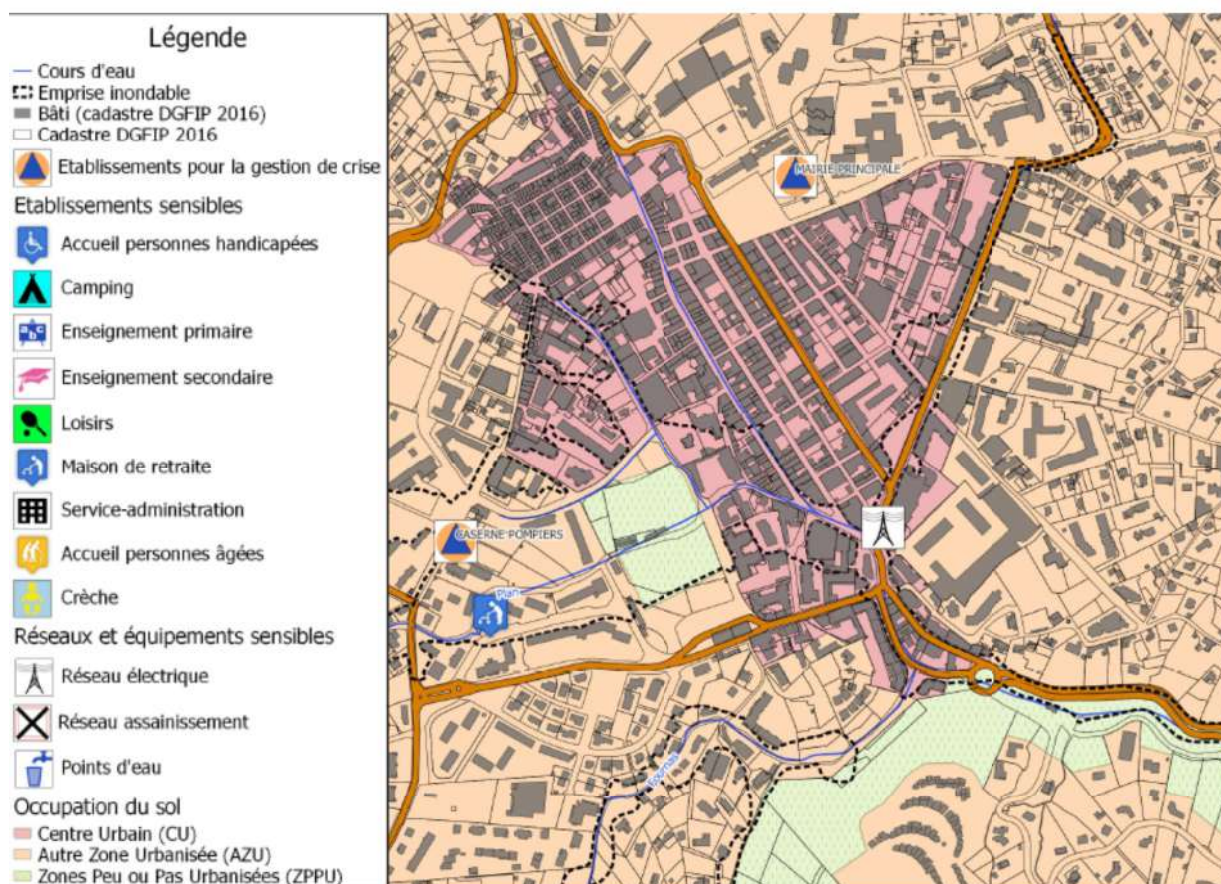 Légende
Cours d'eau
Emprise inondable
Bâti (cadastre DGFIP 2016)
Cadastre DGFIP 2016
Etablissements pour la gestion de crise
Etablissements sensibles
Accueil personnes handicapées
Camping
a b c
Enseignement primaire
Enseignement secondaire
Loisirs
Maison de retraite
Service-administration
Accueil personnes âgées
Crèche
Réseaux et équipements sensibles
Réseau électrique
Réseau assainissement
Points d'eau
Occupation du sol
Centre Urbain (CU)
Autre Zone Urbanisée (AZU)
Zones Peu ou Pas Urbanisées (ZPPU)
MAIRIE PRINCIPALE
CASERNE POMPIERS
Plan
Fournas